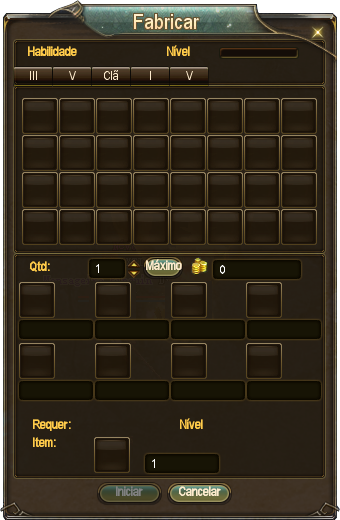 Fabricar
Habilidade Nível
III V Clã I V
Qtd: 1 Máximo 0
Requer: Nível
Item:
1
Iniciar Cancelar